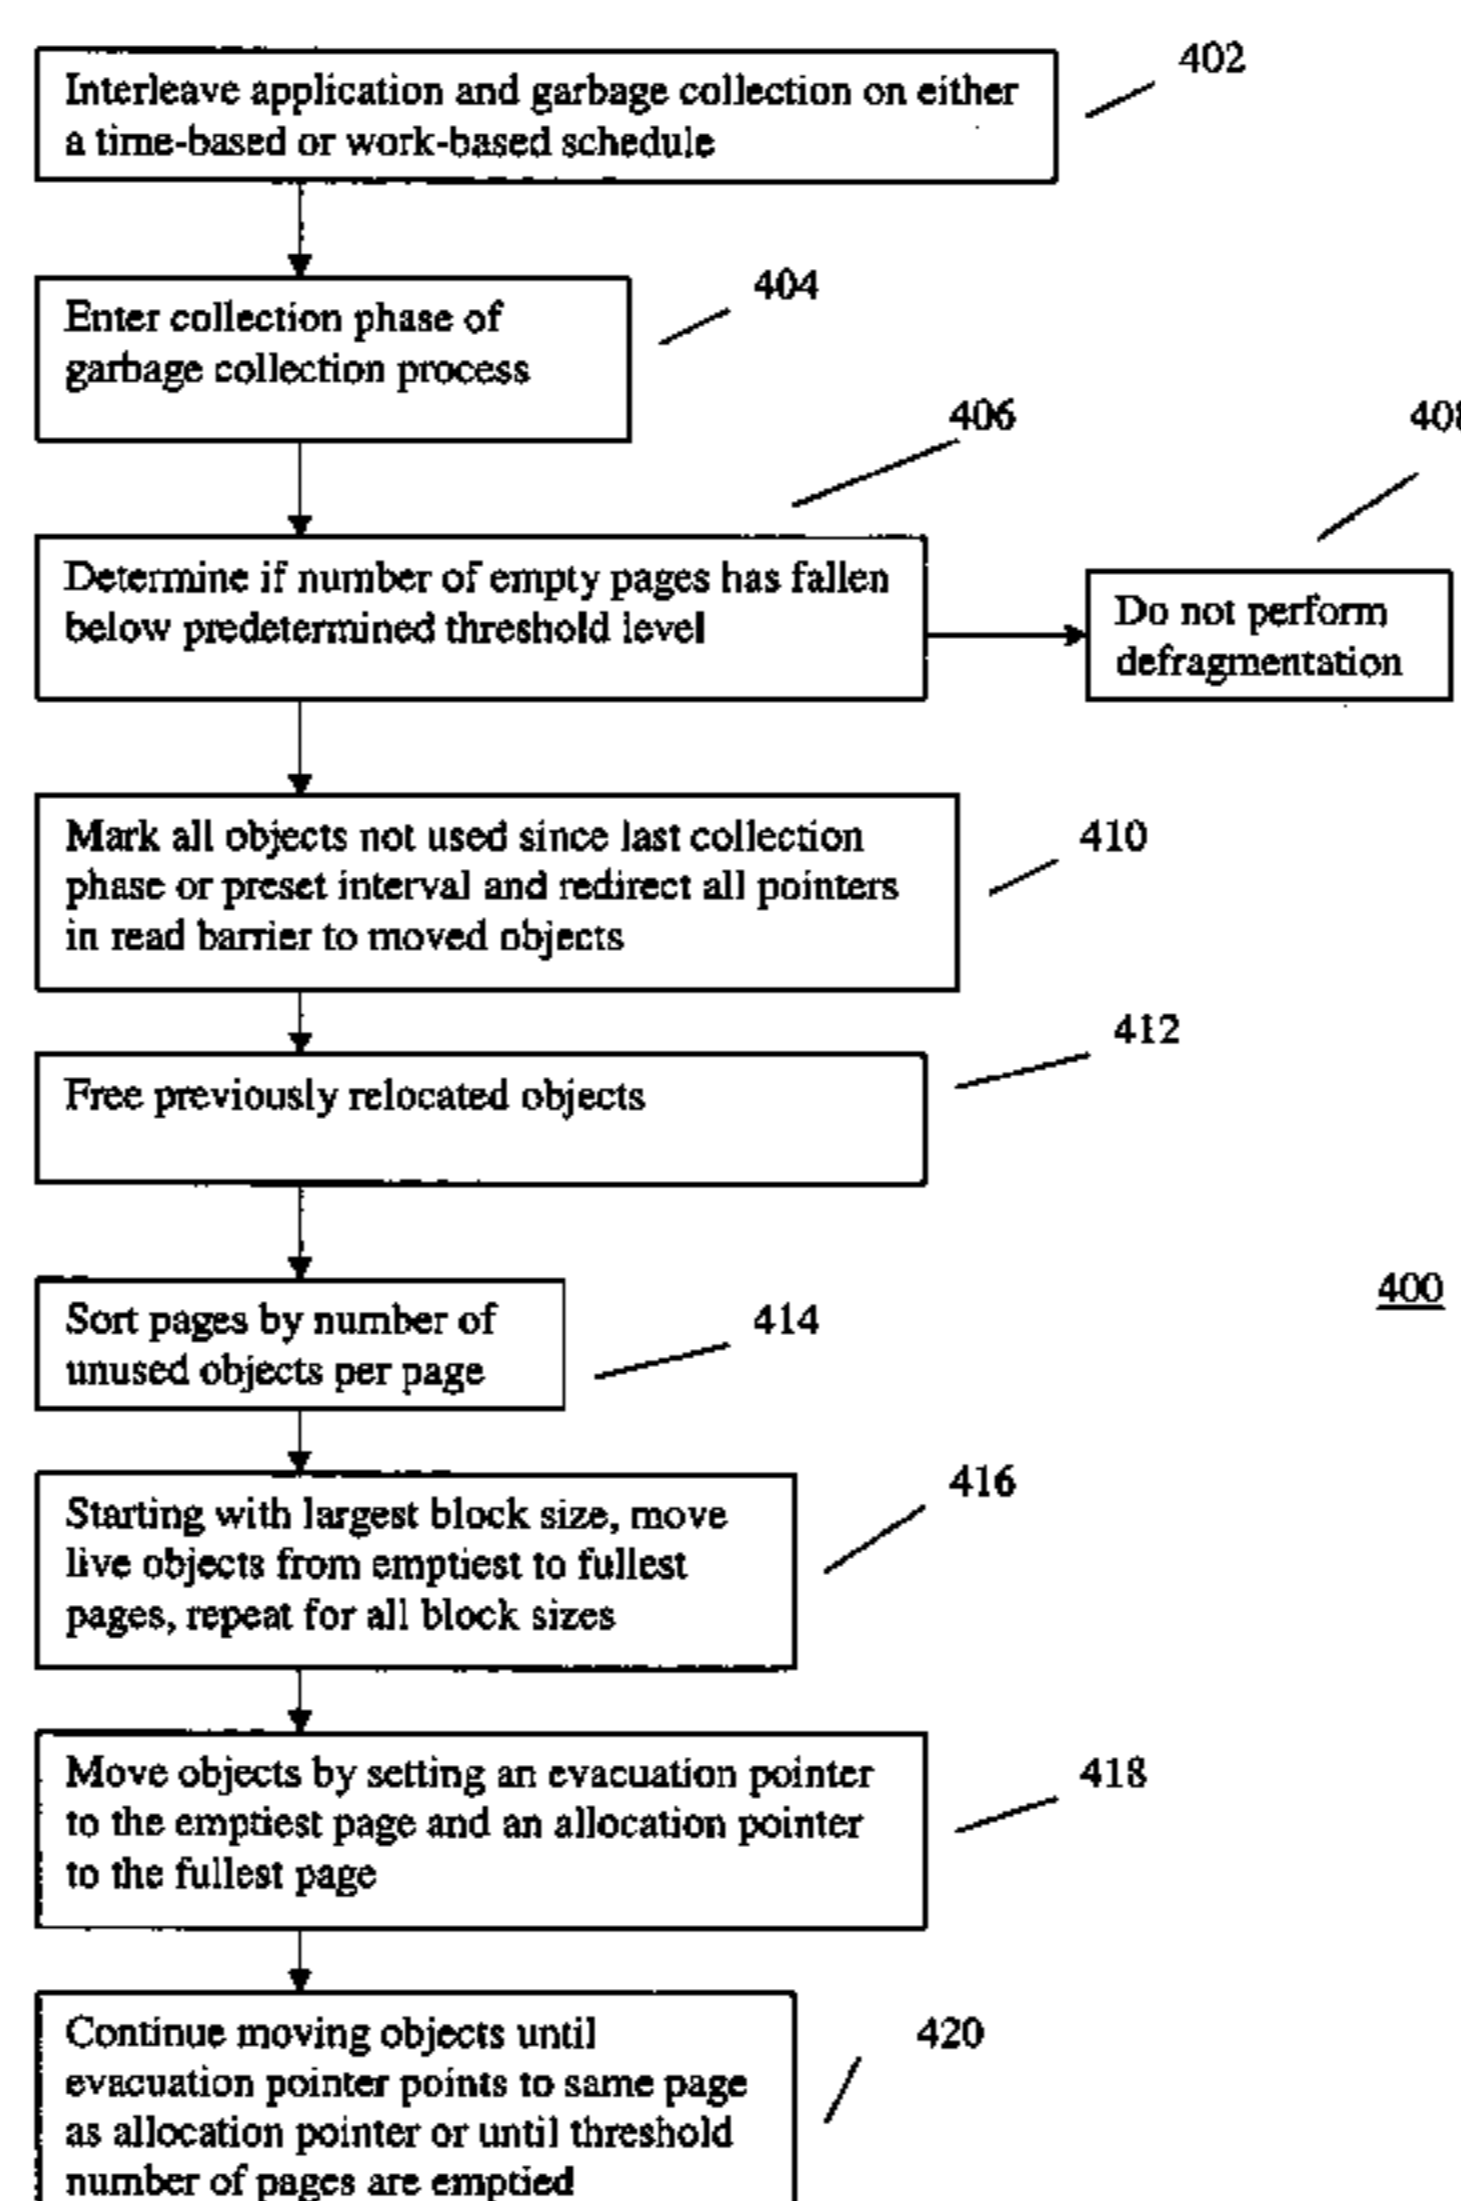 402
Interleave application and garbage collection on either
a time-based or work-based schedule
404
Enter collection phase of
garbage collection process
406
Determine if number of empty pages has fallen
below predetermined threshold level
408
Do not perform
defragmentation
410
Mark all objects not used since last collection
phase or preset interval and redirect all pointers
in read barrier to moved objects
412
Free previously relocated objects
400
414
Sort pages by number of
unused objects per page
416
Starting with largest block size, move
live objects from emptiest to fullest
pages, repeat for all block sizes
418
Move objects by setting an evacuation pointer
to the emptiest page and an allocation pointer
to the fullest page
420
Continue moving objects until
evacuation pointer points to same page
as allocation pointer or until threshold
number of pages are emptied